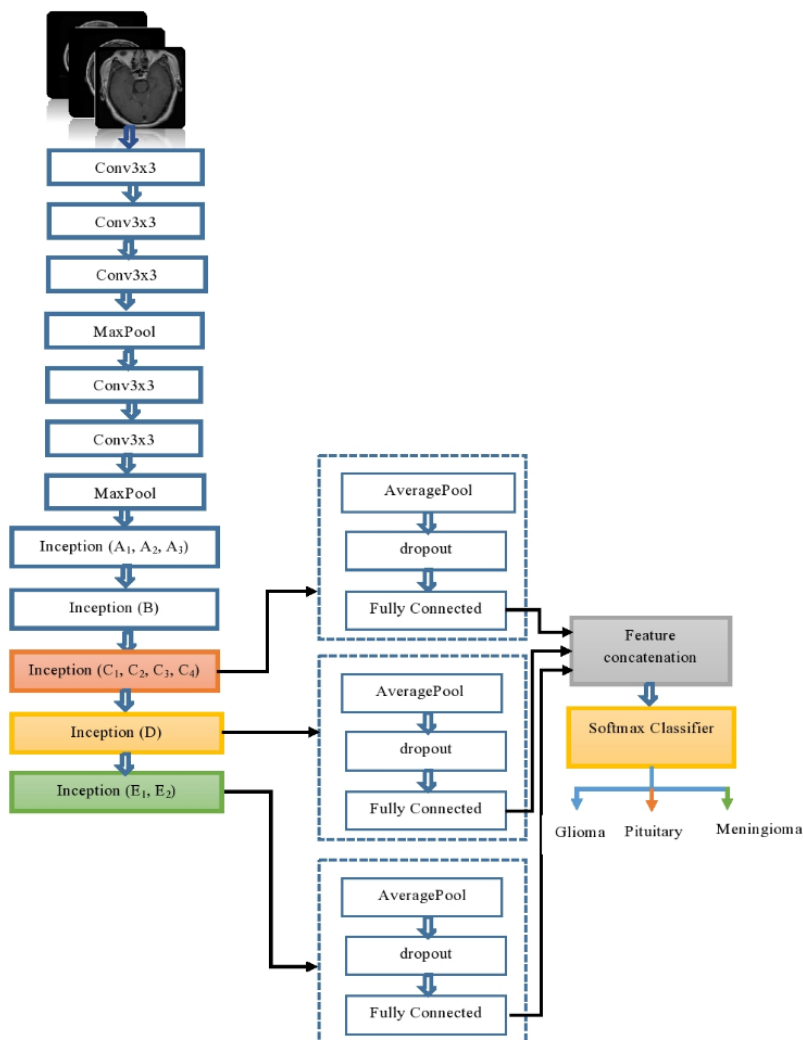 Conv3x3
Conv3x3
Conv3x3
MaxPool
Conv3x3
Conv3x3
MaxPool
Inception (A₁, A₂, A₃)
Inception (B)
Inception (C₁, C₂, C₃, C₄)
Inception (D)
Inception (E₁, E₂)
AveragePool
dropout
Fully Connected
AveragePool
dropout
Fully Connected
AveragePool
dropout
Fully Connected
Feature
concatenation
Softmax Classifier
Glioma
Pituitary
Meningioma